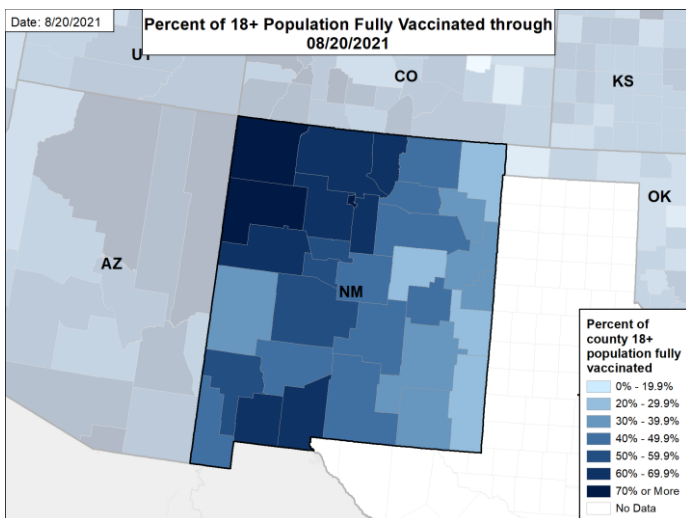 Date: 8/20/2021
Percent of 18+ Population Fully Vaccinated through
08/20/2021
UT
CO
KS
OK
AZ
NM
Percent of
county 18+
population fully
vaccinated
0% - 19.9%
20% - 29.9%
30% - 39.9%
40% - 49.9%
50% - 59.9%
60% - 69.9%
70% or More
No Data